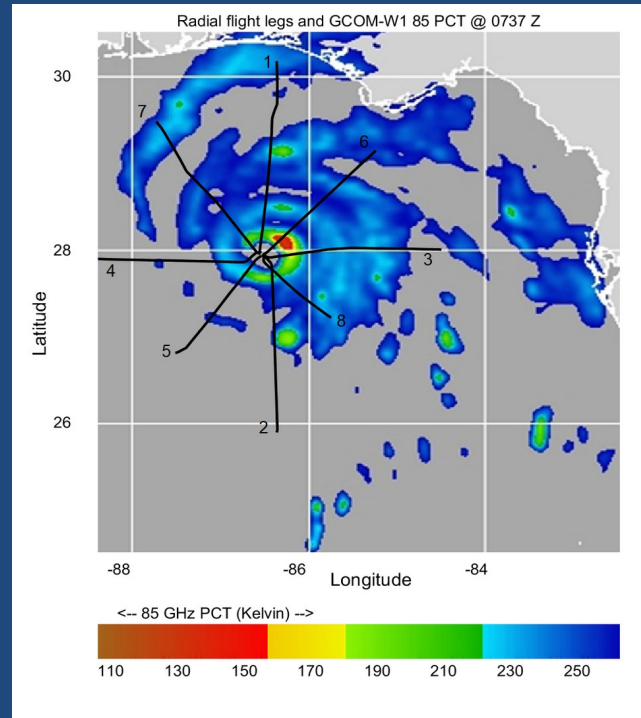 Radial flight legs and GCOM-W1 85 PCT @ 0737 Z
30
1
7
6
Latitude
28
3
4
8
5
26
2
-88
-86
-84
Longitude
<-- 85 GHz PCT (Kelvin) -->
110 130 150 170 190 210 230 250